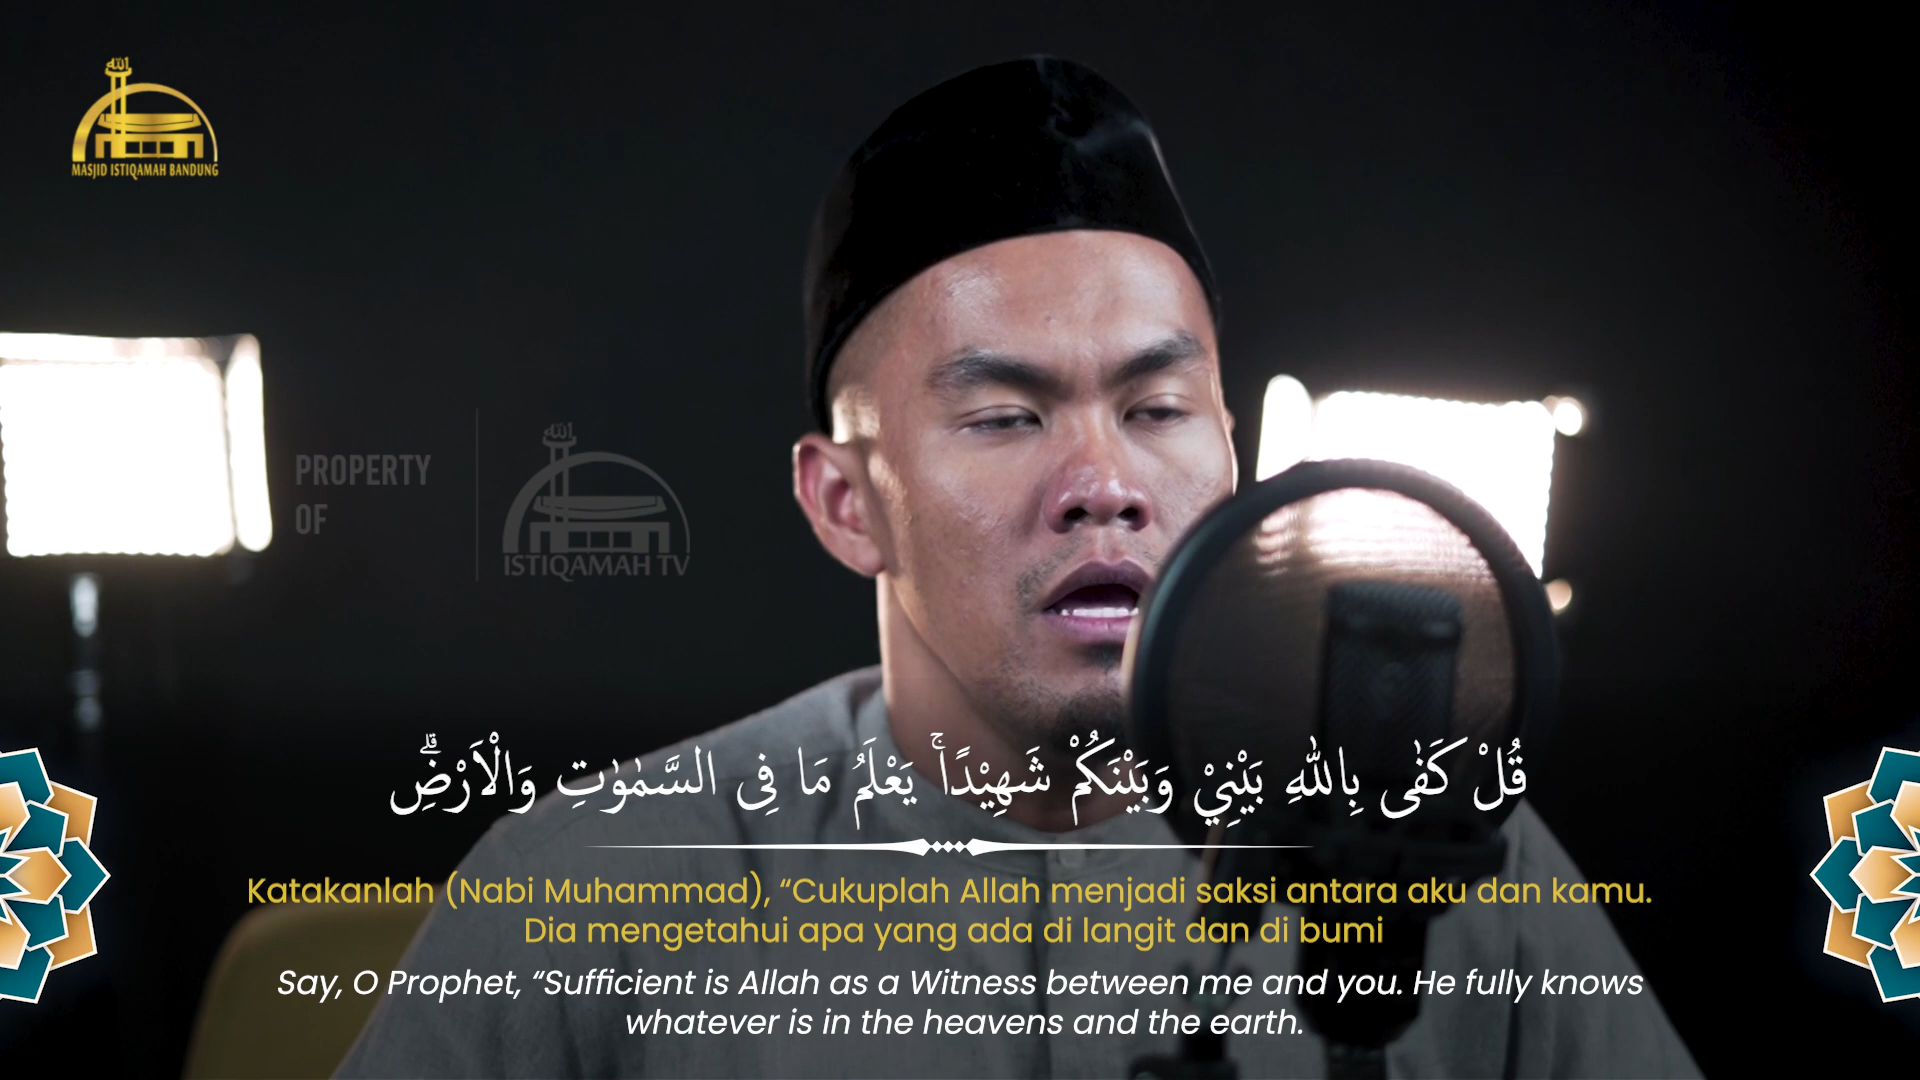 الله
MASJID ISTIQAMAH BANDUNG
PROPERTY
OF
الله
ISTIQAMAH TV
قُلْ كَفٰى بِاللّٰهِ بَيْنِيْ وَبَيْنَكُمْ شَهِيْدًاۚ يَعْلَمُ مَا فِى السَّمٰوٰتِ وَالْاَرْضِۗ
Katakanlah (Nabi Muhammad), “Cukuplah Allah menjadi saksi antara aku dan kamu.
Dia mengetahui apa yang ada di langit dan di bumi
Say, O Prophet, “Sufficient is Allah as a Witness between me and you. He fully knows
whatever is in the heavens and the earth.